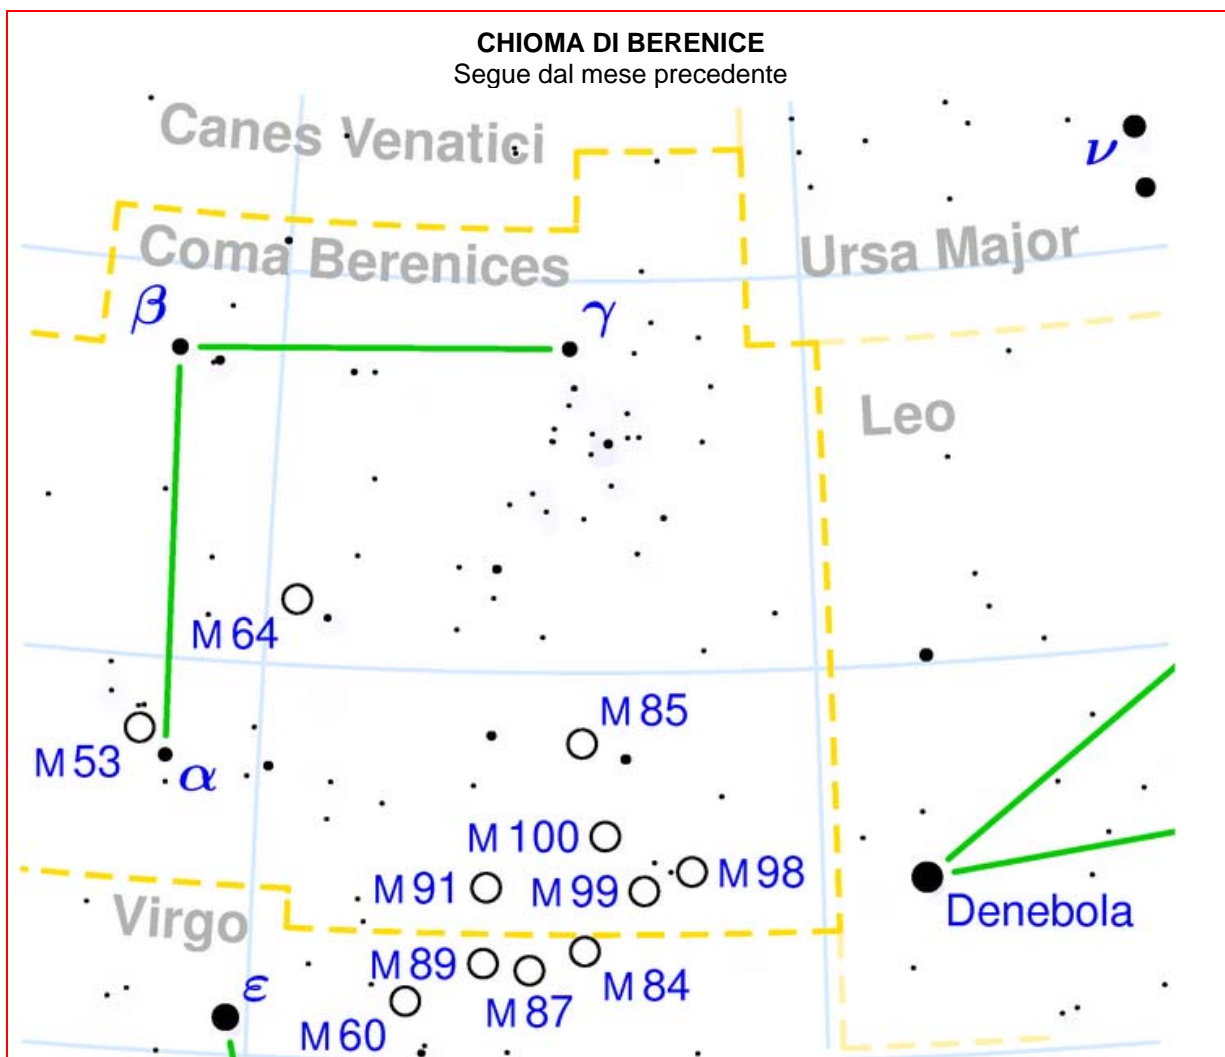 CHIOMA DI BERENICE
Segue dal mese precedente
Canes Venatici
ν
Coma Berenices
Ursa Major
β
γ
Leo
M 64
M 85
M 53
α
M 100
M 91
M 99
M 98
Denebola
Virgo
M 89
M 87
M 84
ε
M 60